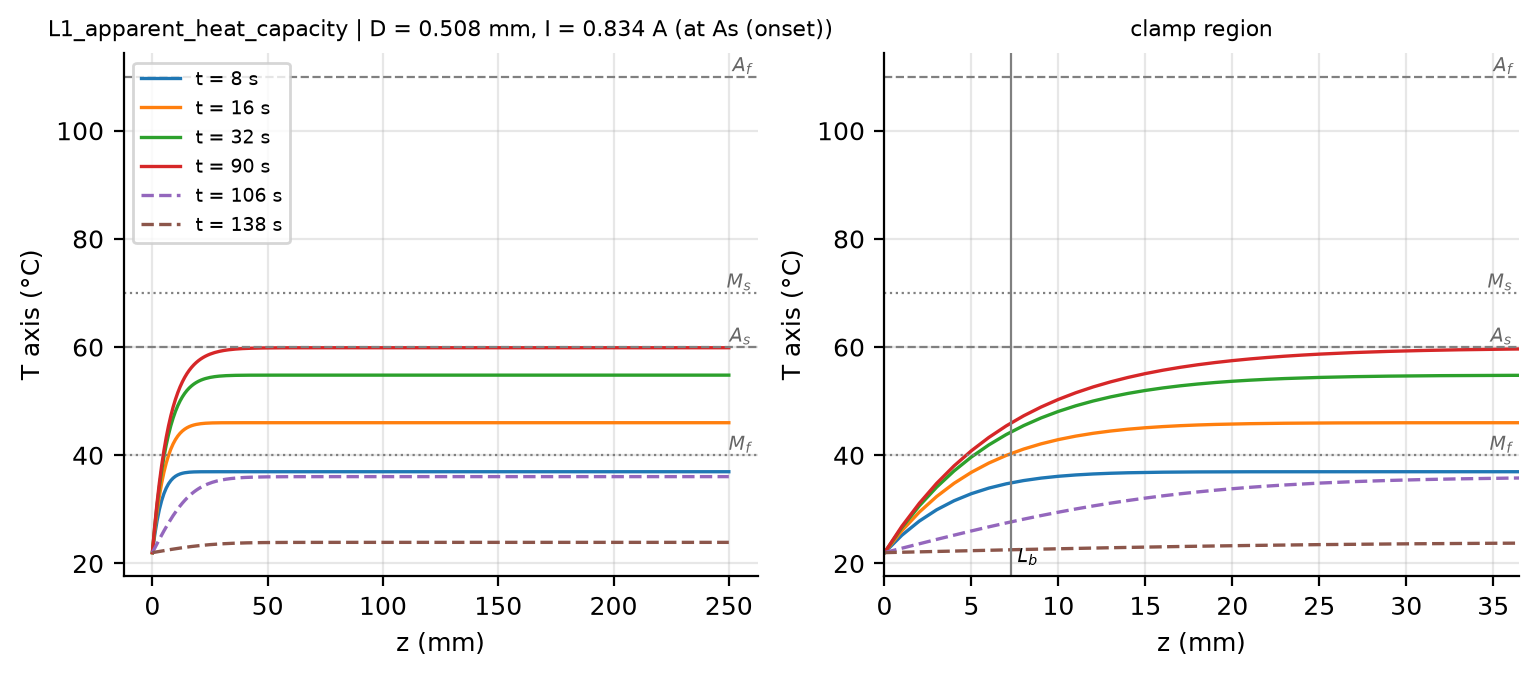 L1_apparent_heat_capacity | D = 0.508 mm, I = 0.834 A (at As (onset))
t = 8 s
t = 16 s
t = 32 s
t = 90 s
t = 106 s
t = 138 s
A_f
M_s
A_s
M_f
100
80
60
40
20
T axis (°C)
0
50
100
150
200
250
z (mm)
clamp region
A_f
M_s
A_s
M_f
L_b
100
80
60
40
20
T axis (°C)
0
5
10
15
20
25
30
35
z (mm)